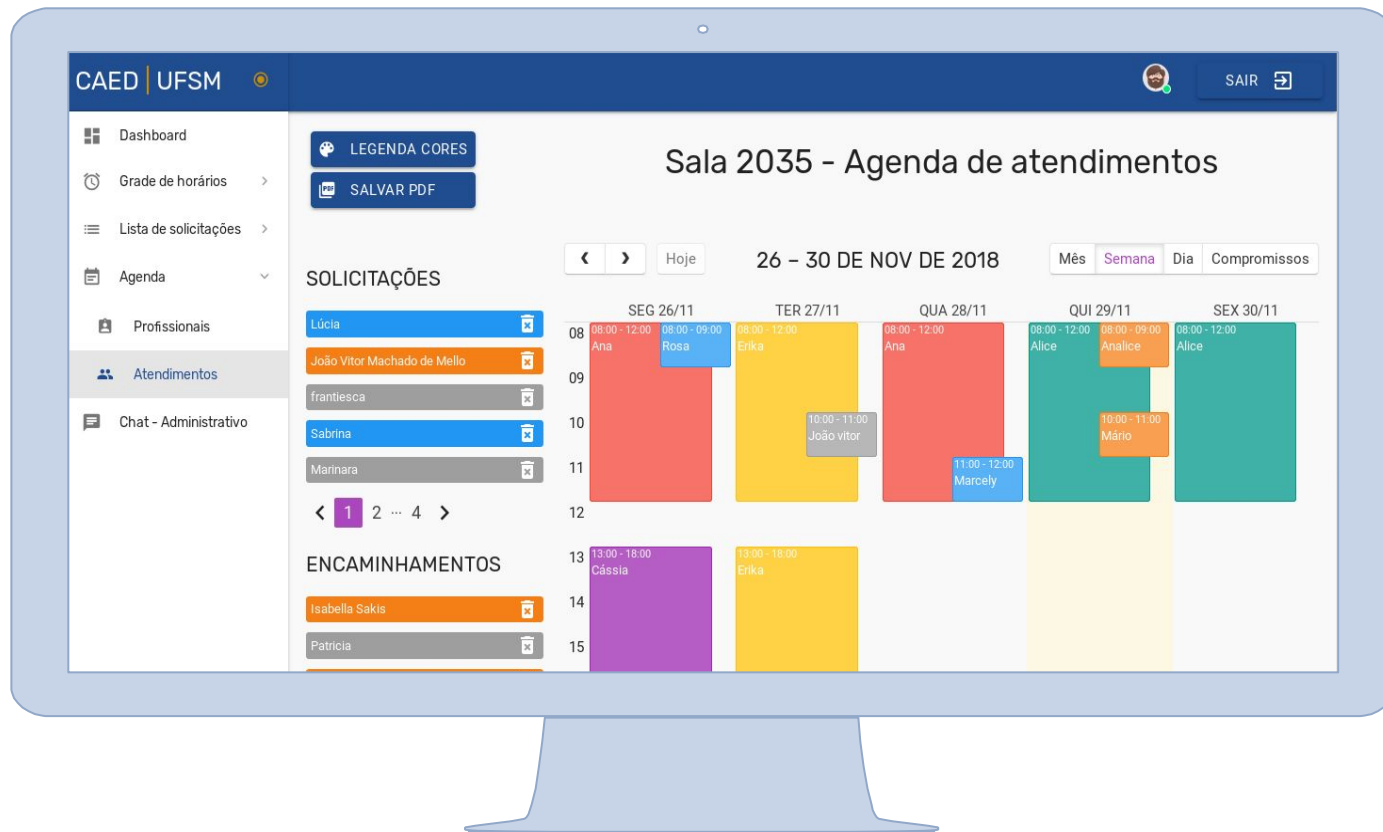 CAED | UFSM
SAIR
Dashboard
Grade de horários
Lista de solicitações
Agenda
Profissionais
Atendimentos
Chat - Administrativo
LEGENDA CORES
PDF SALVAR PDF
Sala 2035 - Agenda de atendimentos
Hoje
26 – 30 DE NOV DE 2018
Mês Semana Dia Compromissos
SOLICITAÇÕES
Lúcia
João Vitor Machado de Mello
frantiesca
Sabrina
Marinara
1 2 ... 4
ENCAMINHAMENTOS
Isabella Sakis
Patricia
SEG 26/11 TER 27/11 QUA 28/11 QUI 29/11 SEX 30/11
08
09
10
11
12
13
14
15
08:00 - 12:00
Ana
08:00 - 09:00
Rosa
13:00 - 18:00
Cássia
08:00 - 12:00
Erika
10:00 - 11:00
João vitor
13:00 - 18:00
Erika
08:00 - 12:00
Ana
11:00 - 12:00
Marcely
08:00 - 12:00
Alice
08:00 - 09:00
Analice
10:00 - 11:00
Mário
08:00 - 12:00
Alice